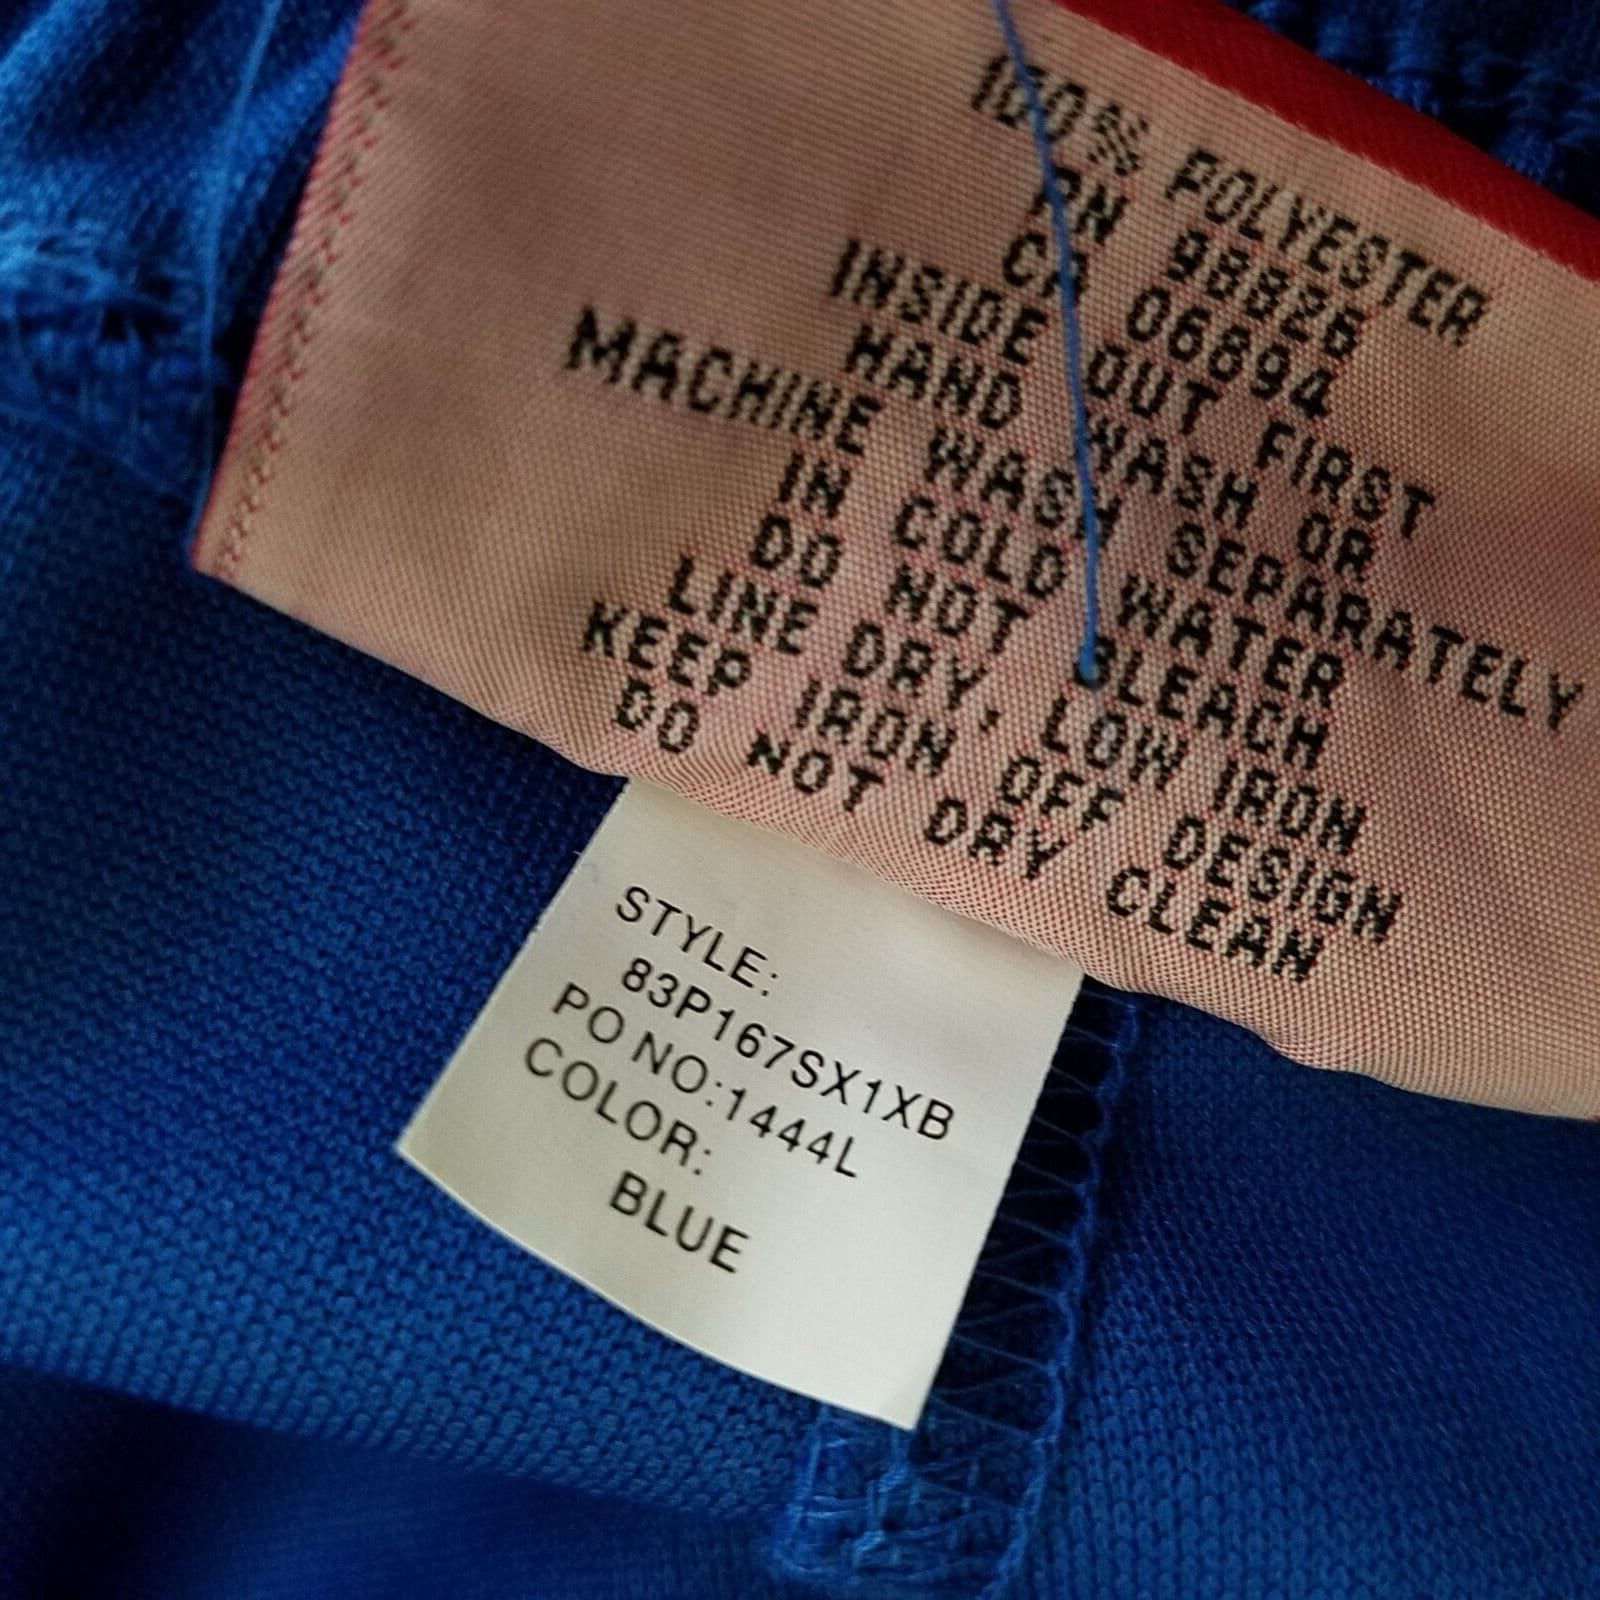 100% POLYESTER
RN 98826
CA 06894
INSIDE OUT FIRST
HAND WASH OR
MACHINE WASH SEPARATELY
IN COLD WATER
DO NOT BLEACH
LINE DRY, LOW IRON
KEEP IRON OFF DESIGN
DO NOT DRY CLEAN
STYLE:
83P167SX1XB
PO NO:1444L
COLOR:
BLUE